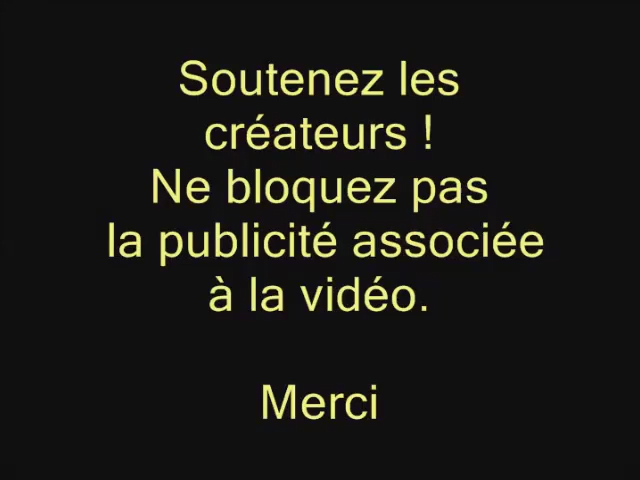 Soutenez les
créateurs !
Ne bloquez pas
la publicité associée
à la vidéo.
Merci